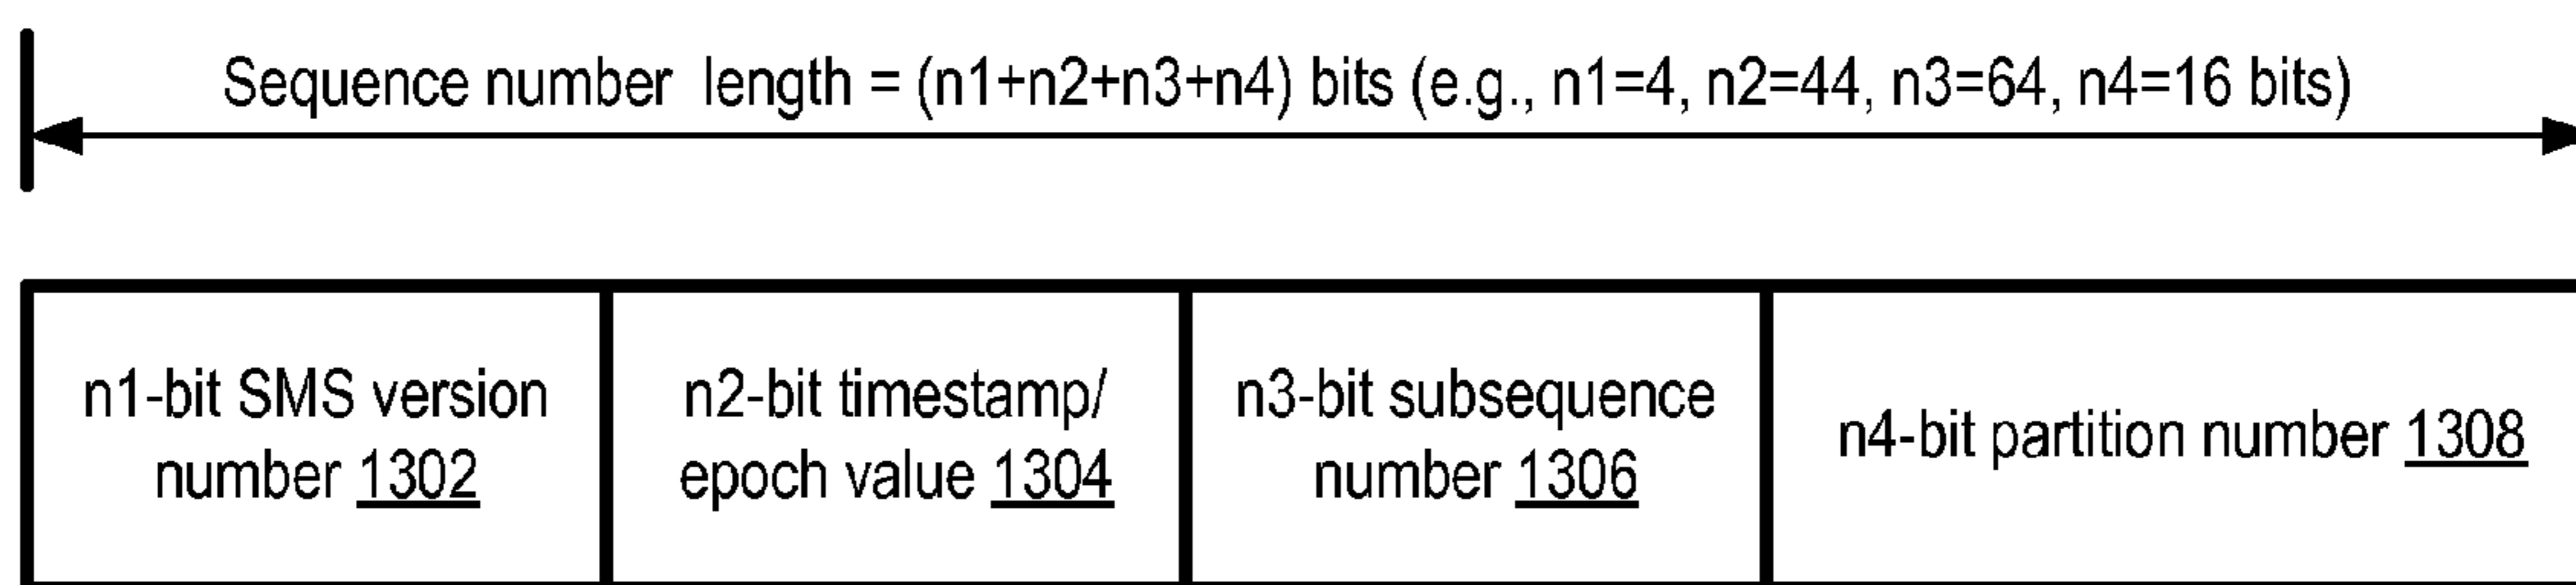 Sequence number length = (n1+n2+n3+n4) bits (e.g., n1=4, n2=44, n3=64, n4=16 bits)
n1-bit SMS version
number 1302
n2-bit timestamp/
epoch value 1304
n3-bit subsequence
number 1306
n4-bit partition number 1308